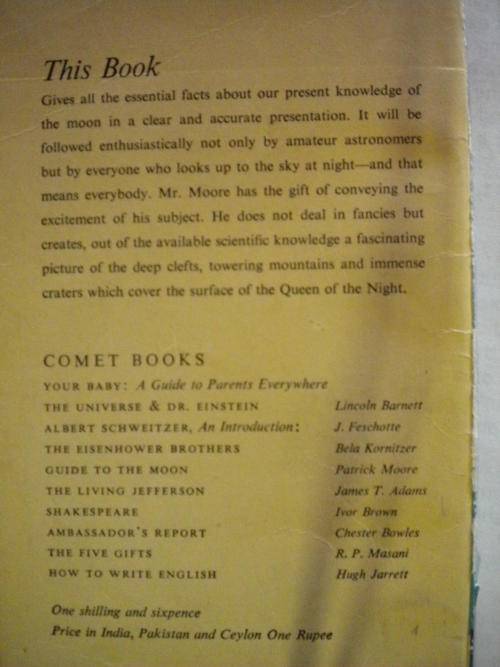 This Book
Gives all the essential facts about our present knowledge of
the moon in a clear and accurate presentation. It will be
followed enthusiastically not only by amateur astronomers
but by everyone who looks up to the sky at night—and that
means everybody. Mr. Moore has the gift of conveying the
excitement of his subject. He does not deal in fancies but
creates, out of the available scientific knowledge a fascinating
picture of the deep clefts, towering mountains and immense
craters which cover the surface of the Queen of the Night.
COMET BOOKS
YOUR BABY: A Guide to Parents Everywhere
THE UNIVERSE & DR. EINSTEIN Lincoln Barnett
ALBERT SCHWEITZER, An Introduction: J. Feschotte
THE EISENHOWER BROTHERS Bela Kornitzer
GUIDE TO THE MOON Patrick Moore
THE LIVING JEFFERSON James T. Adams
SHAKESPEARE Ivor Brown
AMBASSADOR'S REPORT Chester Bowles
THE FIVE GIFTS R. P. Masani
HOW TO WRITE ENGLISH Hugh Jarrett
One shilling and sixpence
Price in India, Pakistan and Ceylon One Rupee